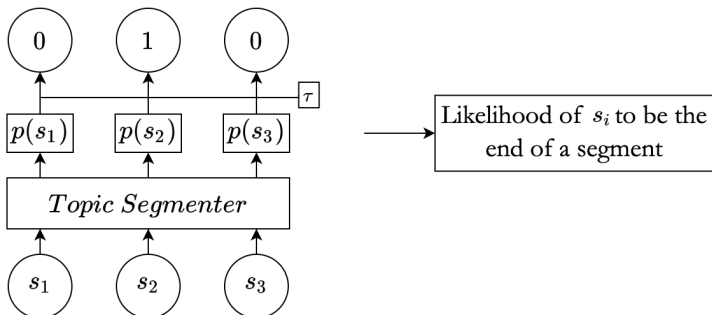 0 1 0
τ
p(s₁) p(s₂) p(s₃)
Likelihood of sᵢ to be the
end of a segment
Topic Segmenter
s₁ s₂ s₃